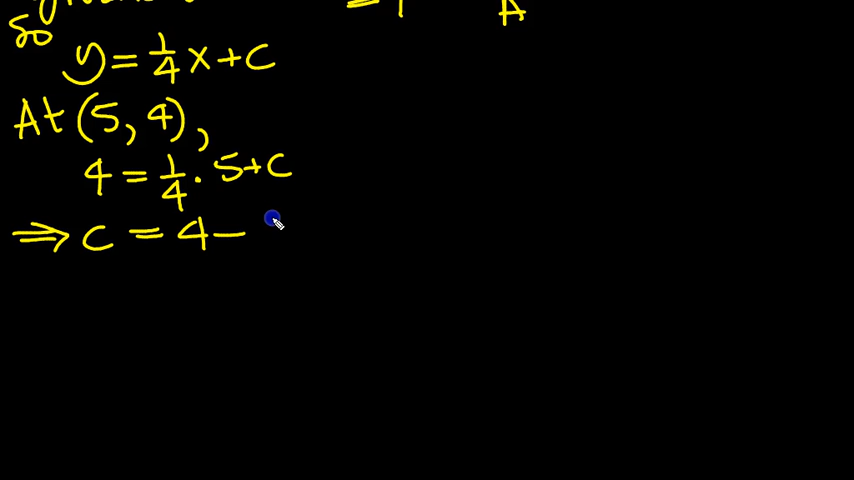 so
y = 1/4 x + c
At (5, 4),
4 = 1/4 · 5 + c
⇒ c = 4 −